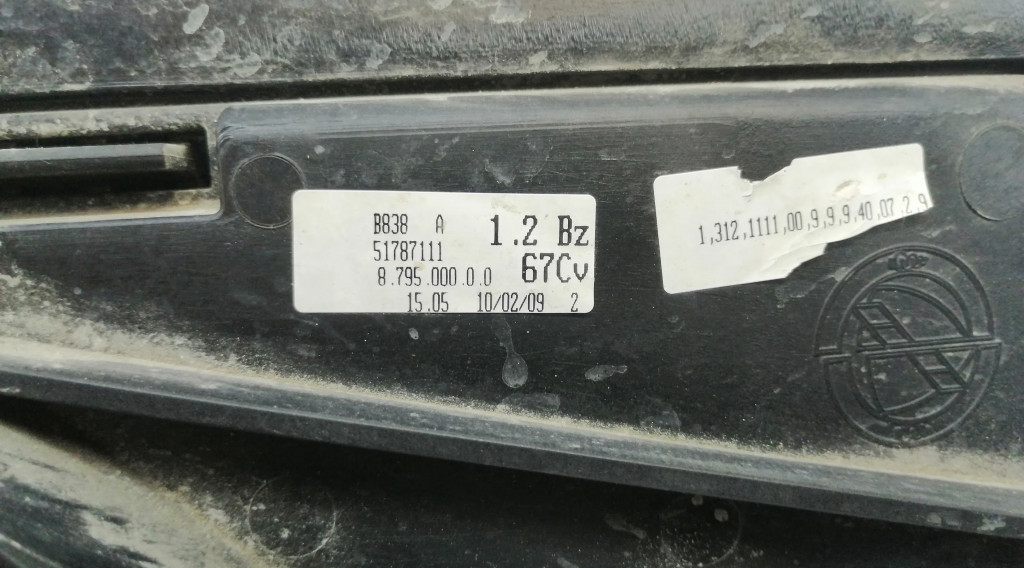 B838 A 1.2 Bz
51787111 67Cv
8.795.000.0.0
15.05 10/02/09 2
1,312,1111,00,9,9,9,40,07,2,9